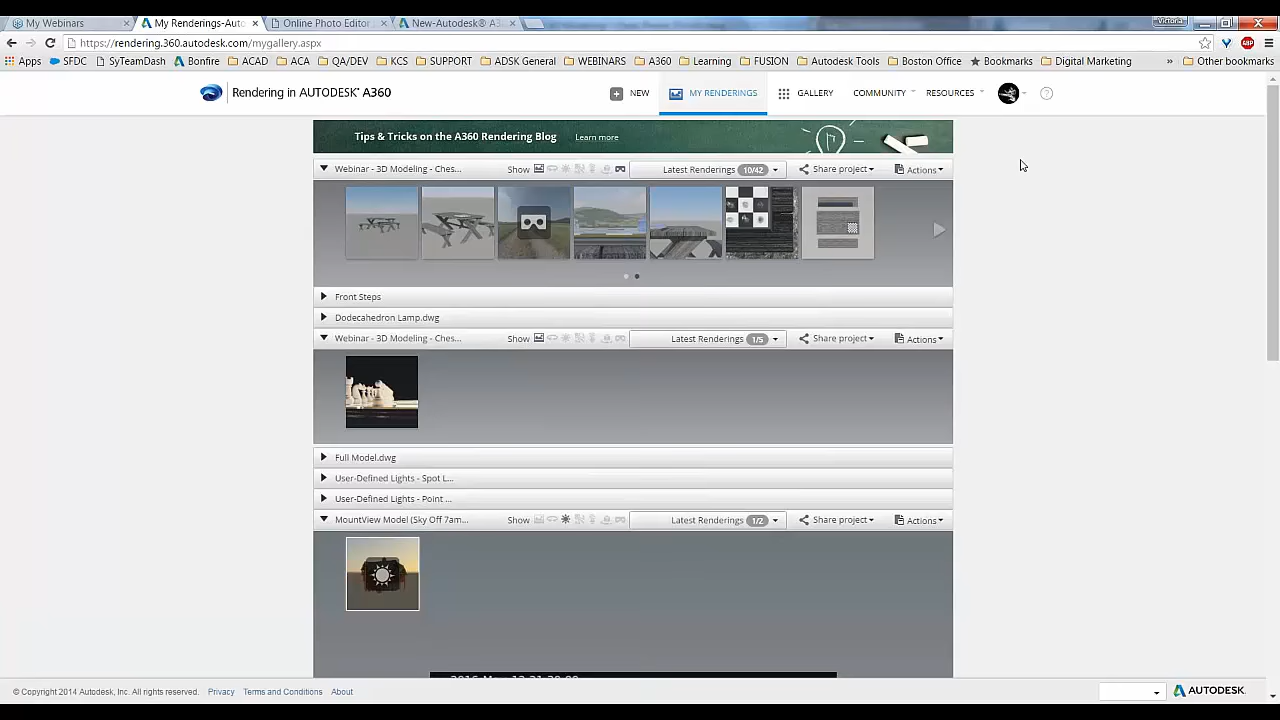 My Webinars
My Renderings-Auto
Online Photo Editor
New-Autodesk® A3
Victoria
https://rendering.360.autodesk.com/mygallery.aspx
ABP
Apps SFDC SyTeamDash Bonfire ACAD ACA QA/DEV KCS SUPPORT ADSK General WEBINARS A360 Learning FUSION Autodesk Tools Boston Office Bookmarks Digital Marketing » Other bookmarks
Rendering in AUTODESK® A360
NEW MY RENDERINGS GALLERY COMMUNITY RESOURCES ?
Tips & Tricks on the A360 Rendering Blog Learn more
Webinar - 3D Modeling - Ches... Show Latest Renderings 10/42 Share project Actions
Front Steps
Dodecahedron Lamp.dwg
Webinar - 3D Modeling - Ches... Show Latest Renderings 1/5 Share project Actions
Full Model.dwg
User-Defined Lights - Spot L...
User-Defined Lights - Point ...
MountView Model (Sky Off 7am... Show Latest Renderings 1/2 Share project Actions
© Copyright 2014 Autodesk, Inc. All rights reserved. Privacy Terms and Conditions About
AUTODESK.